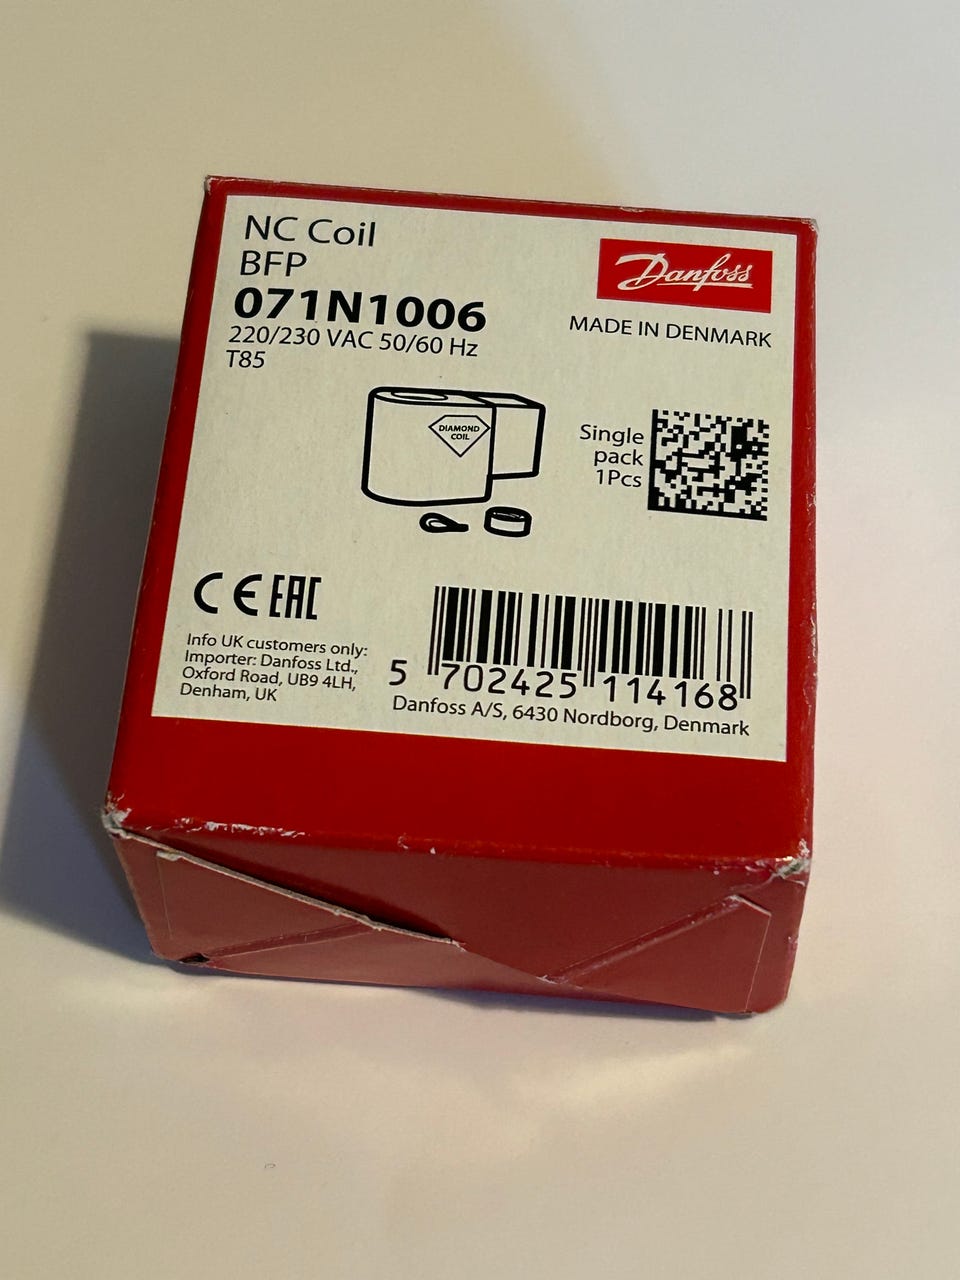 NC Coil
BFP
071N1006
220/230 VAC 50/60 Hz
T85
Danfoss
MADE IN DENMARK
DIAMOND
COIL
Single
pack
1Pcs
CE EAC
Info UK customers only:
Importer: Danfoss Ltd.,
Oxford Road, UB9 4LH,
Denham, UK
5 702425 114168
Danfoss A/S, 6430 Nordborg, Denmark